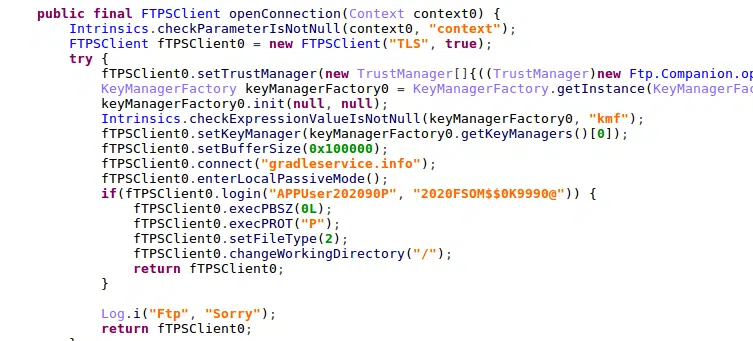 public final FTPSClient openConnection(Context context0) {
Intrinsics.checkParameterIsNotNull(context0, "context");
FTPSClient fTPSClient0 = new FTPSClient("TLS", true);
try {
fTPSClient0.setTrustManager(new TrustManager[]{((TrustManager)new Ftp.Companion.op
KeyManagerFactory keyManagerFactory0 = KeyManagerFactory.getInstance(KeyManagerFac
keyManagerFactory0.init(null, null);
Intrinsics.checkExpressionValueIsNotNull(keyManagerFactory0, "kmf");
fTPSClient0.setKeyManager(keyManagerFactory0.getKeyManagers()[0]);
fTPSClient0.setBufferSize(0x100000);
fTPSClient0.connect("gradleservice.info");
fTPSClient0.enterLocalPassiveMode();
if(fTPSClient0.login("APPUser202090P", "2020FSOM$$0K9990@")) {
fTPSClient0.execPBSZ(0L);
fTPSClient0.execPROT("P");
fTPSClient0.setFileType(2);
fTPSClient0.changeWorkingDirectory("/");
return fTPSClient0;
}
Log.i("Ftp", "Sorry");
return fTPSClient0;